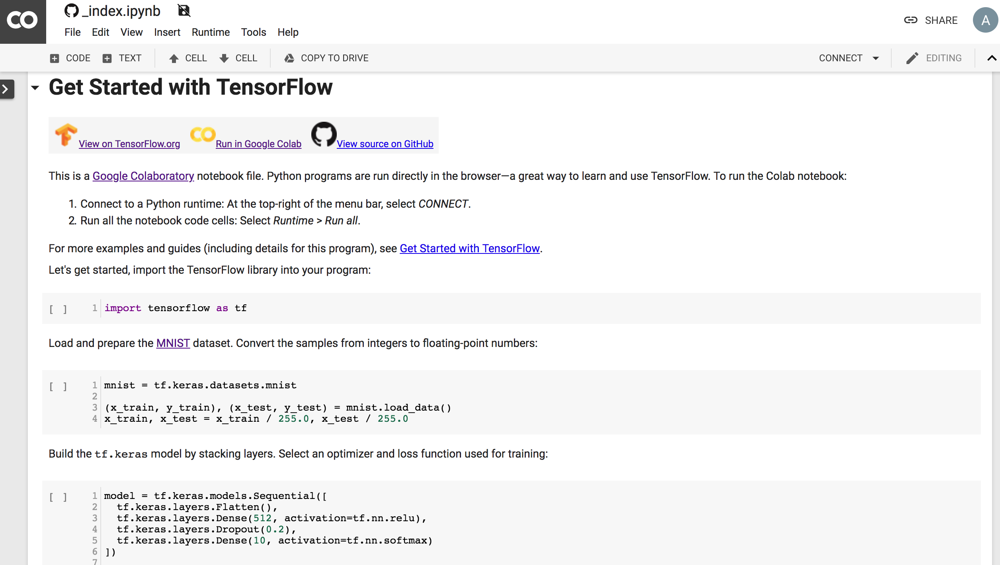 _index.ipynb
File Edit View Insert Runtime Tools Help
SHARE
A
CODE TEXT CELL CELL COPY TO DRIVE CONNECT EDITING
Get Started with TensorFlow
View on TensorFlow.org Run in Google Colab View source on GitHub
This is a Google Colaboratory notebook file. Python programs are run directly in the browser—a great way to learn and use TensorFlow. To run the Colab notebook:
1. Connect to a Python runtime: At the top-right of the menu bar, select CONNECT.
2. Run all the notebook code cells: Select Runtime > Run all.
For more examples and guides (including details for this program), see Get Started with TensorFlow.
Let's get started, import the TensorFlow library into your program:
[ ] 1 import tensorflow as tf
Load and prepare the MNIST dataset. Convert the samples from integers to floating-point numbers:
[ ] 1 mnist = tf.keras.datasets.mnist
2
3 (x_train, y_train), (x_test, y_test) = mnist.load_data()
4 x_train, x_test = x_train / 255.0, x_test / 255.0
Build the tf.keras model by stacking layers. Select an optimizer and loss function used for training:
[ ] 1 model = tf.keras.models.Sequential([
2   tf.keras.layers.Flatten(),
3   tf.keras.layers.Dense(512, activation=tf.nn.relu),
4   tf.keras.layers.Dropout(0.2),
5   tf.keras.layers.Dense(10, activation=tf.nn.softmax)
6 ])
7